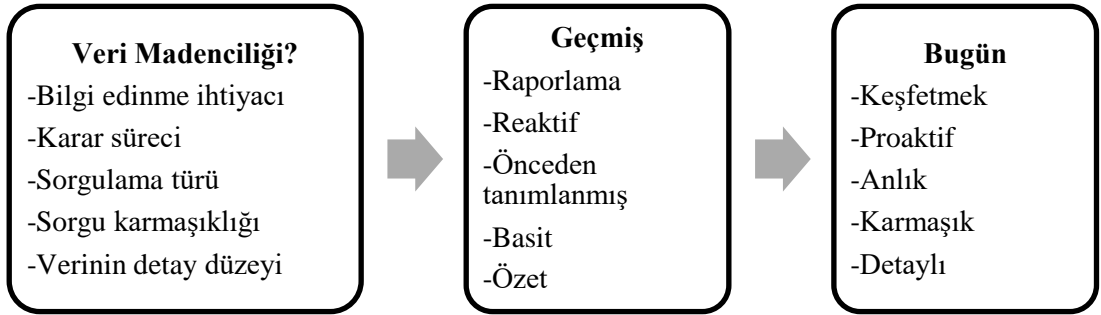 Veri Madenciliği?
-Bilgi edinme ihtiyacı
-Karar süreci
-Sorgulama türü
-Sorgu karmaşıklığı
-Verinin detay düzeyi
Geçmiş
-Raporlama
-Reaktif
-Önceden
tanımlanmış
-Basit
-Özet
Bugün
-Keşfetmek
-Proaktif
-Anlık
-Karmaşık
-Detaylı